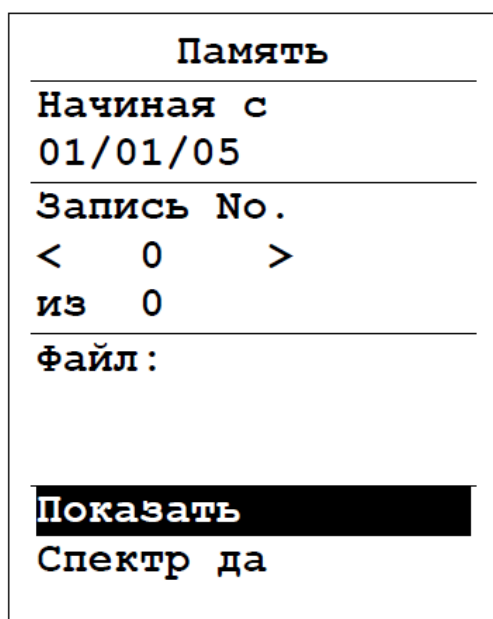 Память
Начиная с
01/01/05
Запись No.
< 0 >
из 0
Файл:
Показать
Спектр да